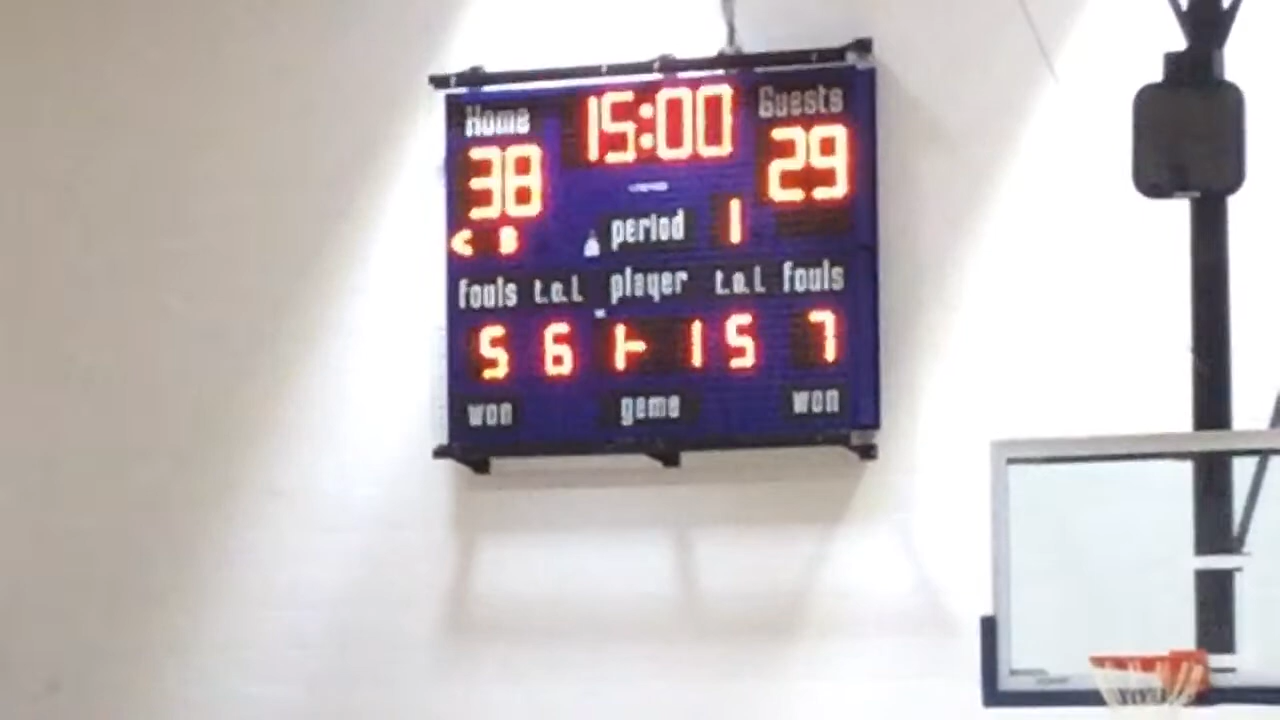 Home 15:00 Guests
38 29
< B period 1
fouls t.o.l player t.o.l fouls
5 6 1 5 7
won game won